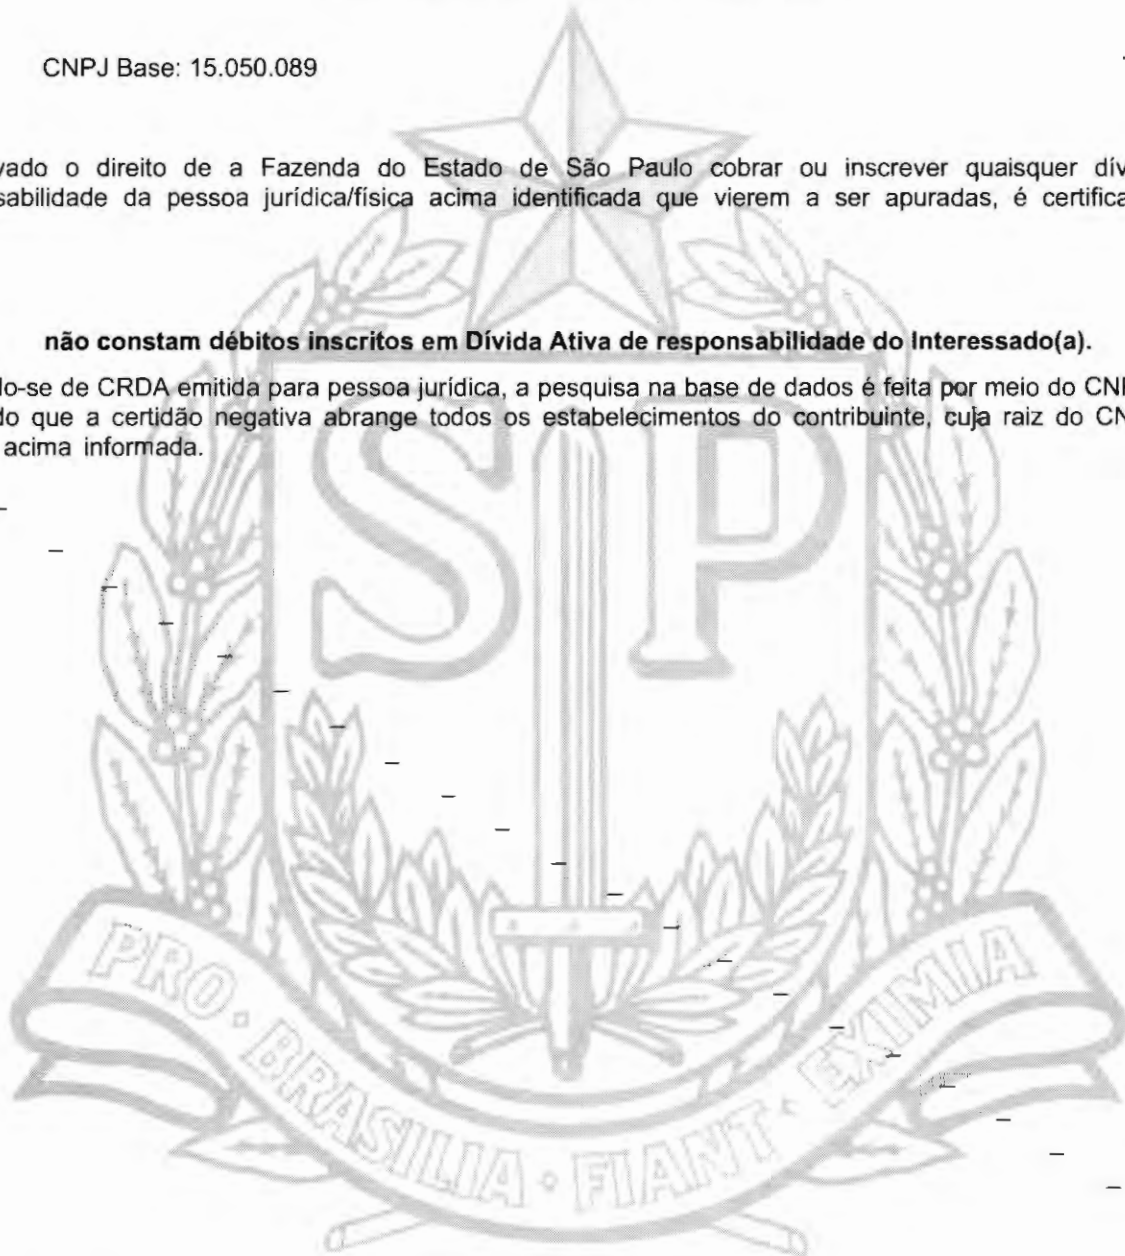 CNPJ Base: 15.050.089
vado o direito de a Fazenda do Estado de São Paulo cobrar ou inscrever quaisquer dív
sabilidade da pessoa jurídica/física acima identificada que vierem a ser apuradas, é certifica
não constam débitos inscritos em Dívida Ativa de responsabilidade do Interessado(a).
do-se de CRDA emitida para pessoa jurídica, a pesquisa na base de dados é feita por meio do CN
do que a certidão negativa abrange todos os estabelecimentos do contribuinte, cuja raiz do CN
acima informada.
SP
PRO · BRASILIA · FIANT · EXIMIA